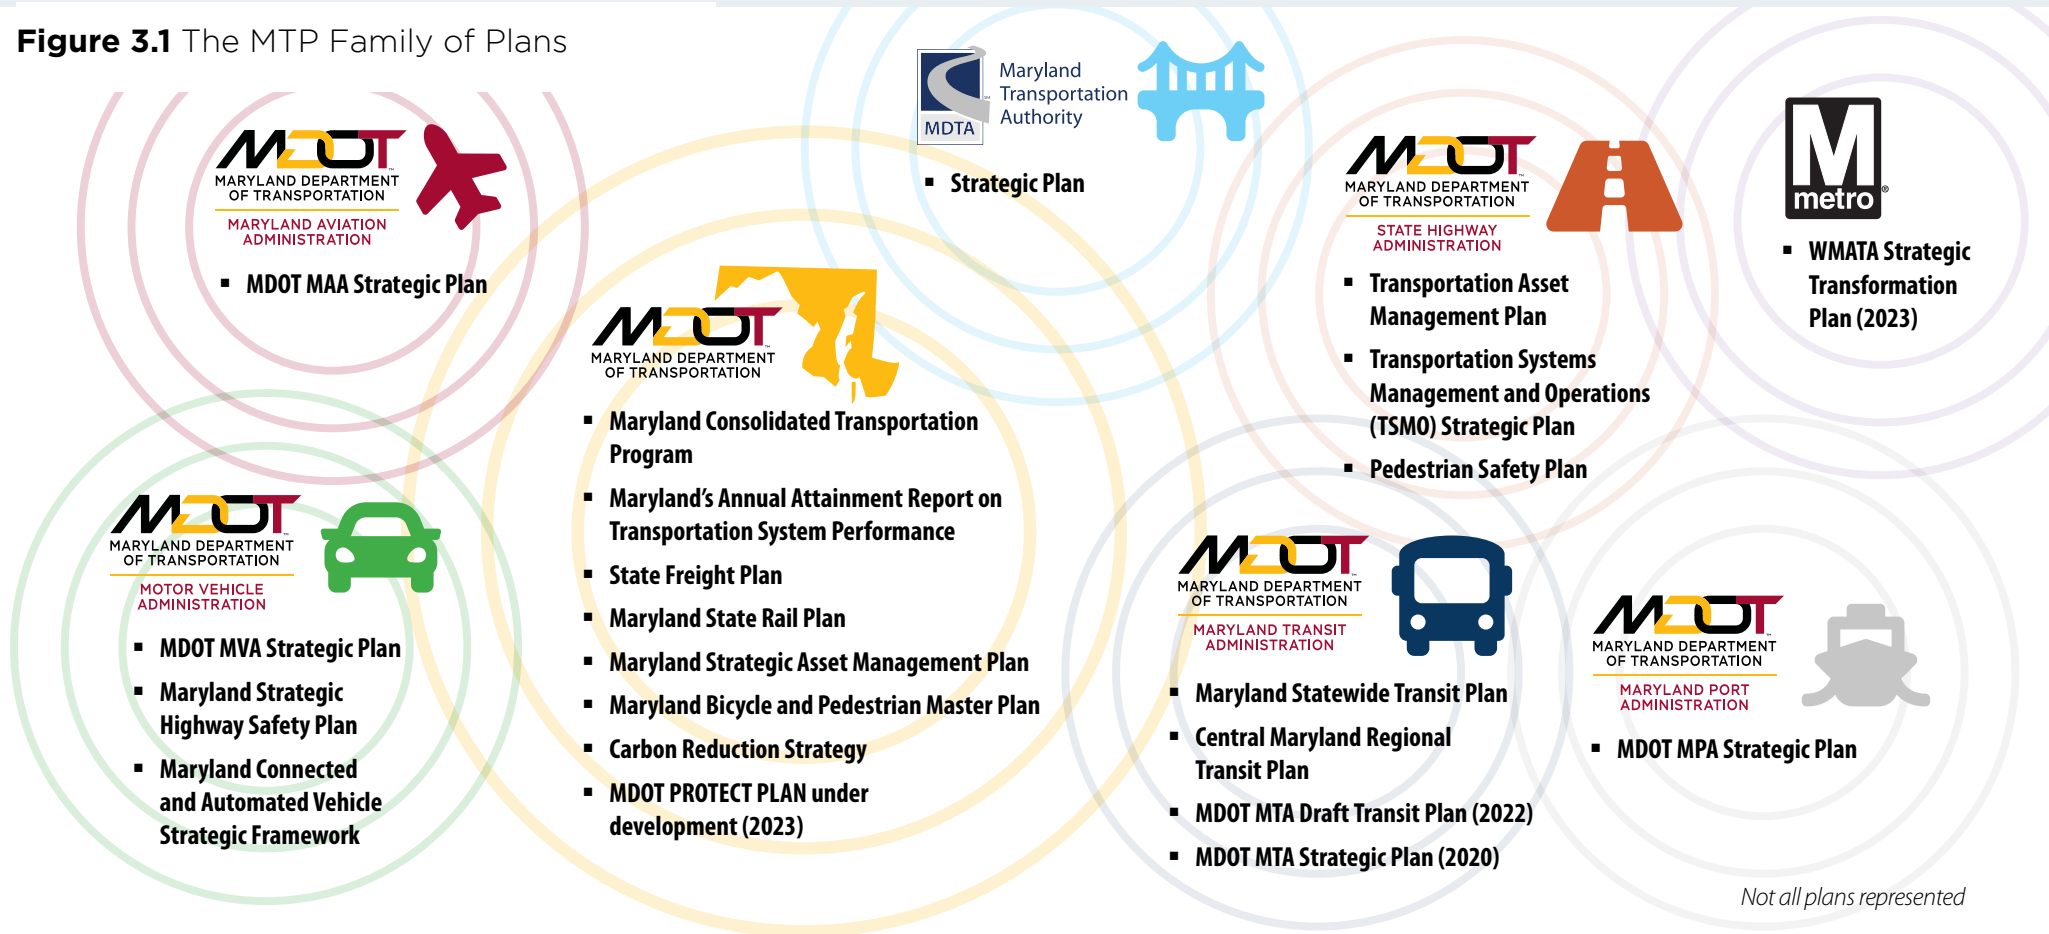 Figure 3.1 The MTP Family of Plans
MDOT
MARYLAND DEPARTMENT
OF TRANSPORTATION
MARYLAND AVIATION
ADMINISTRATION
▪ MDOT MAA Strategic Plan
MDTA
Maryland
Transportation
Authority
▪ Strategic Plan
MDOT
MARYLAND DEPARTMENT
OF TRANSPORTATION
STATE HIGHWAY
ADMINISTRATION
▪ Transportation Asset
Management Plan
▪ Transportation Systems
Management and Operations
(TSMO) Strategic Plan
▪ Pedestrian Safety Plan
M
metro®
▪ WMATA Strategic
Transformation
Plan (2023)
MDOT
MARYLAND DEPARTMENT
OF TRANSPORTATION
▪ Maryland Consolidated Transportation
Program
▪ Maryland's Annual Attainment Report on
Transportation System Performance
▪ State Freight Plan
▪ Maryland State Rail Plan
▪ Maryland Strategic Asset Management Plan
▪ Maryland Bicycle and Pedestrian Master Plan
▪ Carbon Reduction Strategy
▪ MDOT PROTECT PLAN under
development (2023)
MDOT
MARYLAND DEPARTMENT
OF TRANSPORTATION
MOTOR VEHICLE
ADMINISTRATION
▪ MDOT MVA Strategic Plan
▪ Maryland Strategic
Highway Safety Plan
▪ Maryland Connected
and Automated Vehicle
Strategic Framework
MDOT
MARYLAND DEPARTMENT
OF TRANSPORTATION
MARYLAND TRANSIT
ADMINISTRATION
▪ Maryland Statewide Transit Plan
▪ Central Maryland Regional
Transit Plan
▪ MDOT MTA Draft Transit Plan (2022)
▪ MDOT MTA Strategic Plan (2020)
MDOT
MARYLAND DEPARTMENT
OF TRANSPORTATION
MARYLAND PORT
ADMINISTRATION
▪ MDOT MPA Strategic Plan
Not all plans represented